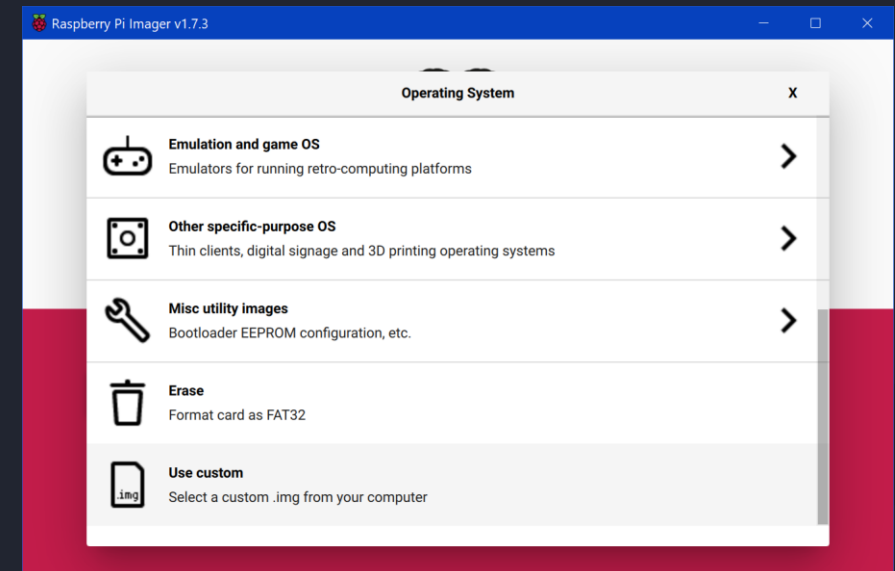 Raspberry Pi Imager v1.7.3
Operating System
X
Emulation and game OS
Emulators for running retro-computing platforms
Other specific-purpose OS
Thin clients, digital signage and 3D printing operating systems
Misc utility images
Bootloader EEPROM configuration, etc.
Erase
Format card as FAT32
Use custom
.img
Select a custom .img from your computer